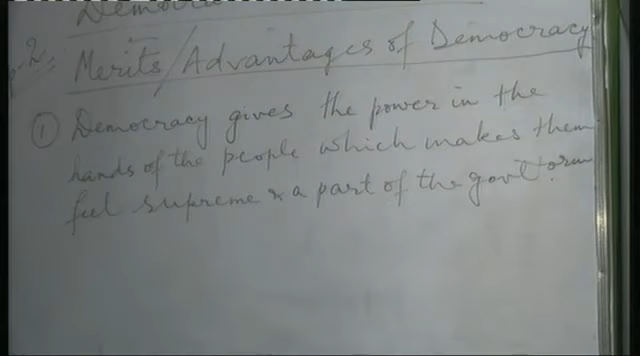 Democrac
p-2.
Merits/Advantages of Democracy
① Democracy gives the power in the
hands of the people which makes them
feel supreme & a part of the govt